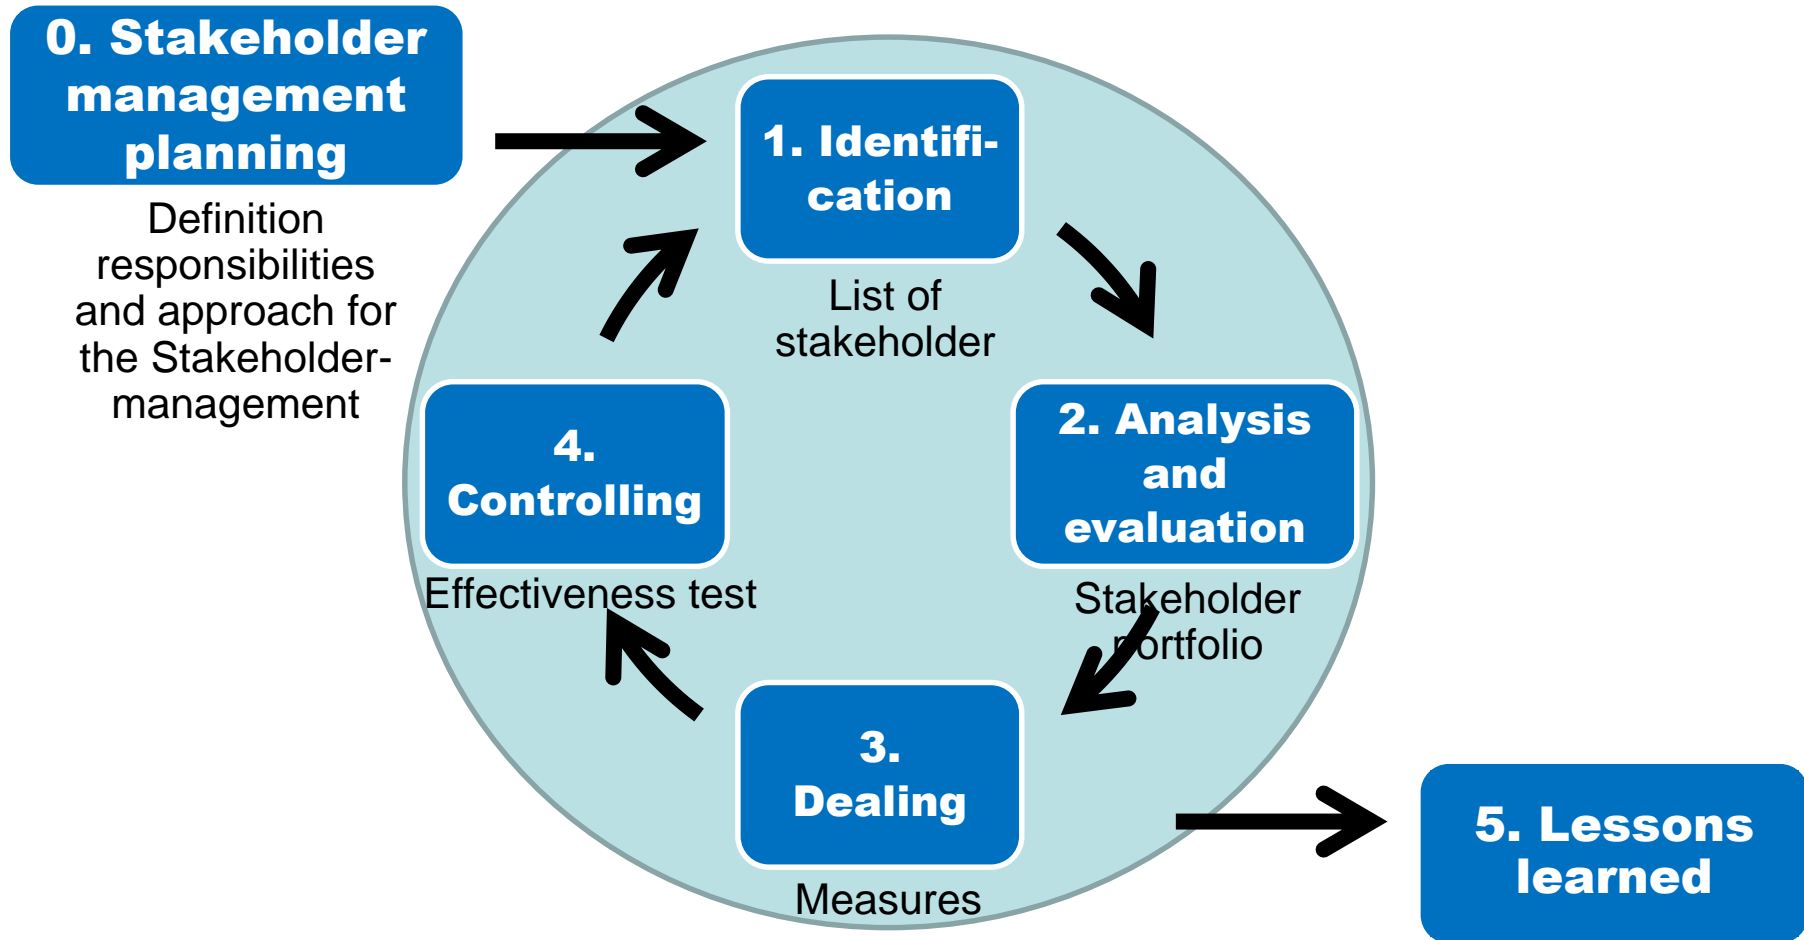 0. Stakeholder
management
planning
Definition
responsibilities
and approach for
the Stakeholder-
management
1. Identifi-
cation
List of
stakeholder
2. Analysis
and
evaluation
Stakeholder
portfolio
3.
Dealing
Measures
4.
Controlling
Effectiveness test
5. Lessons
learned